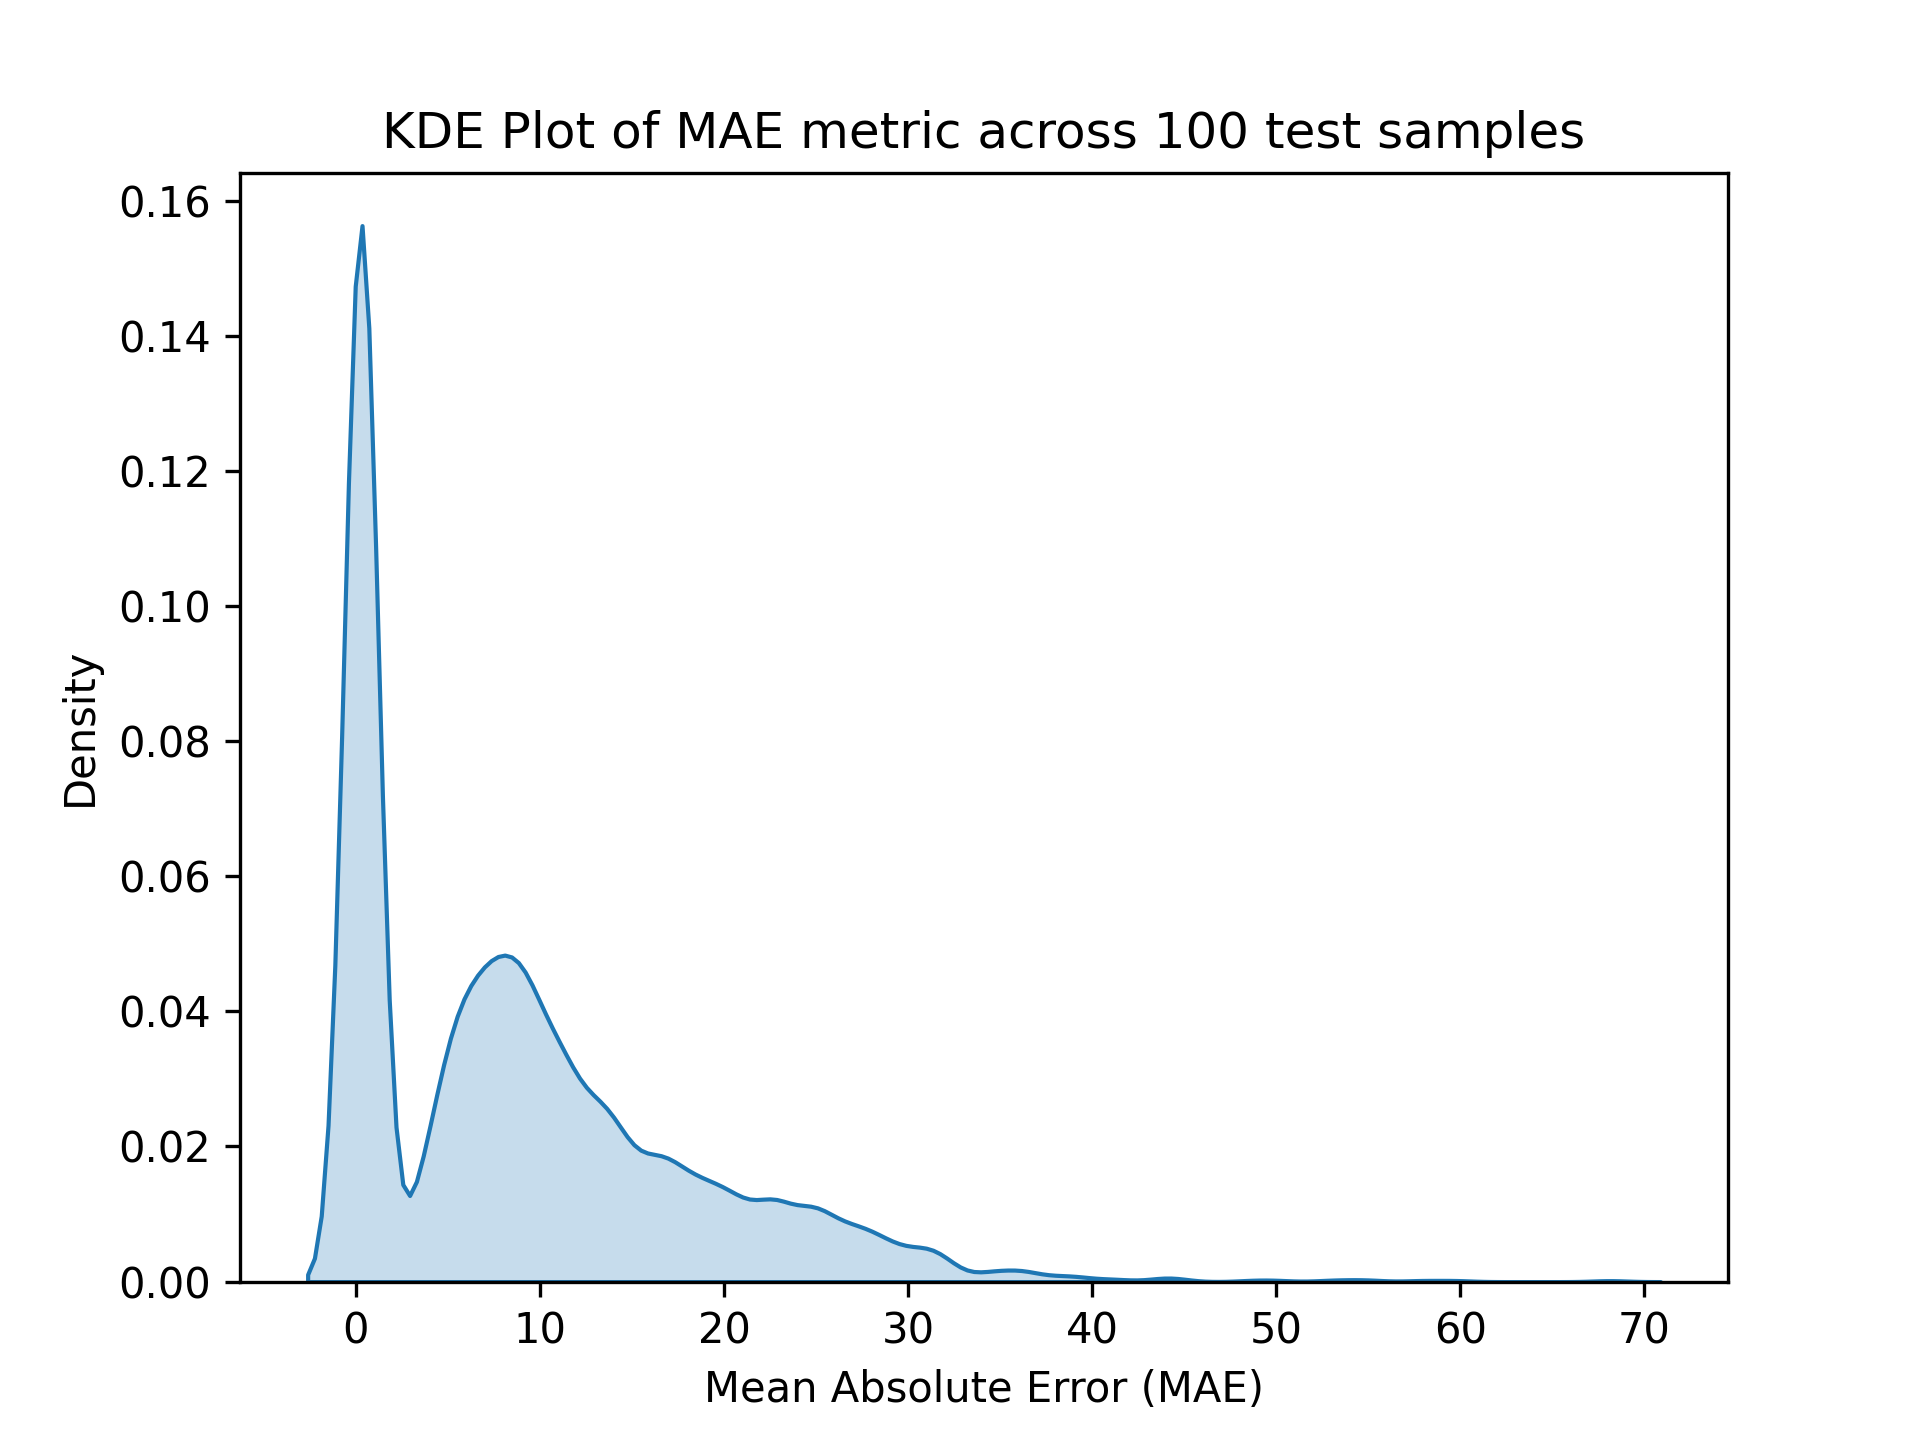 KDE Plot of MAE metric across 100 test samples
0.16
0.14
0.12
0.10
0.08
0.06
0.04
0.02
0.00
Density
0 10 20 30 40 50 60 70
Mean Absolute Error (MAE)